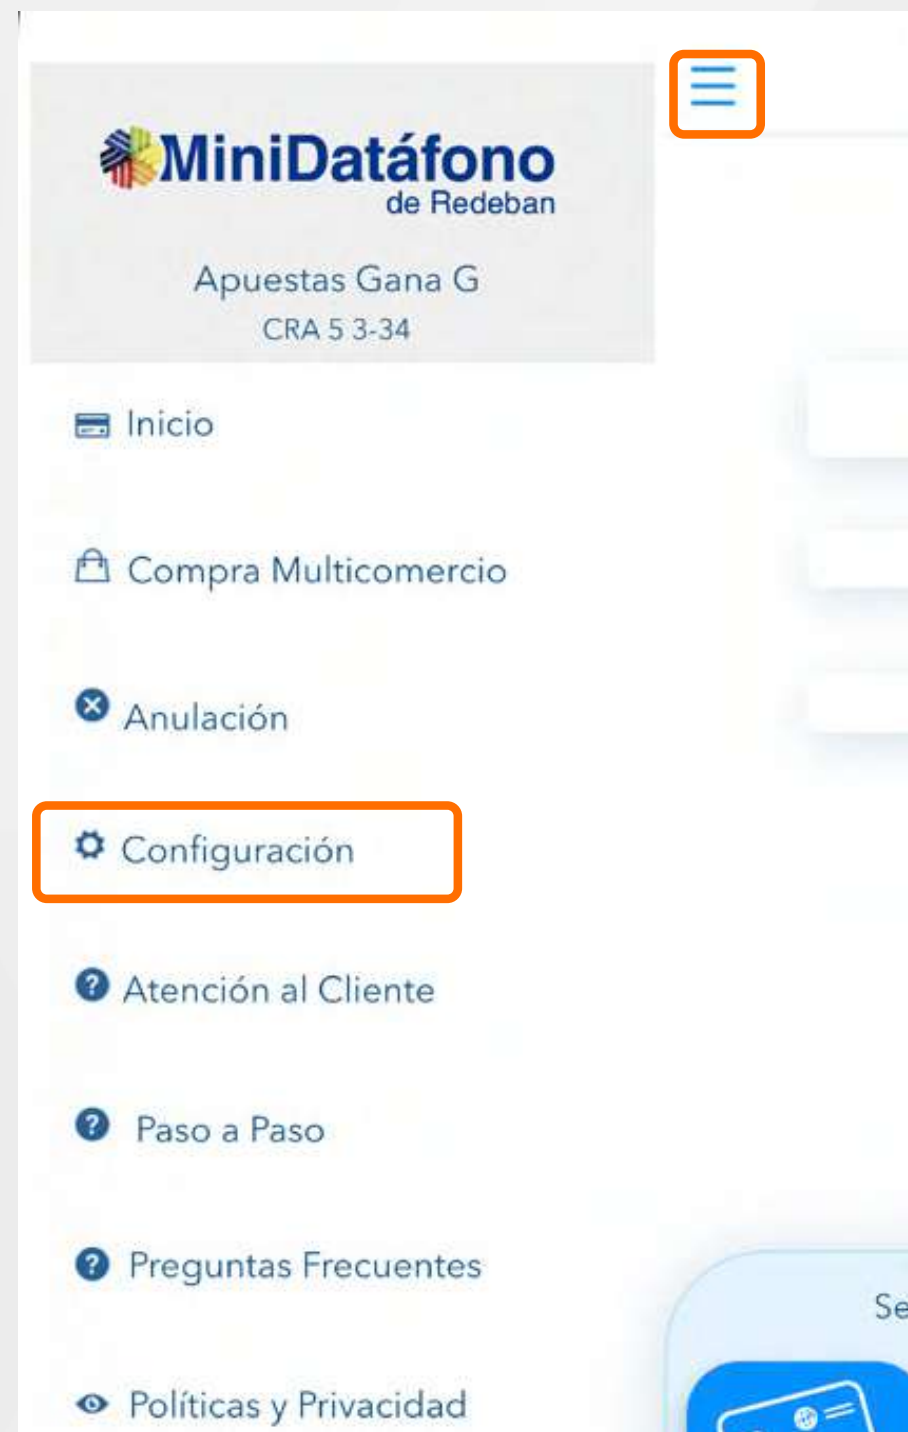 MiniDatáfono
de Redeban
Apuestas Gana G
CRA 5 3-34
Inicio
Compra Multicomercio
Anulación
Configuración
Atención al Cliente
Paso a Paso
Preguntas Frecuentes
Se
Políticas y Privacidad